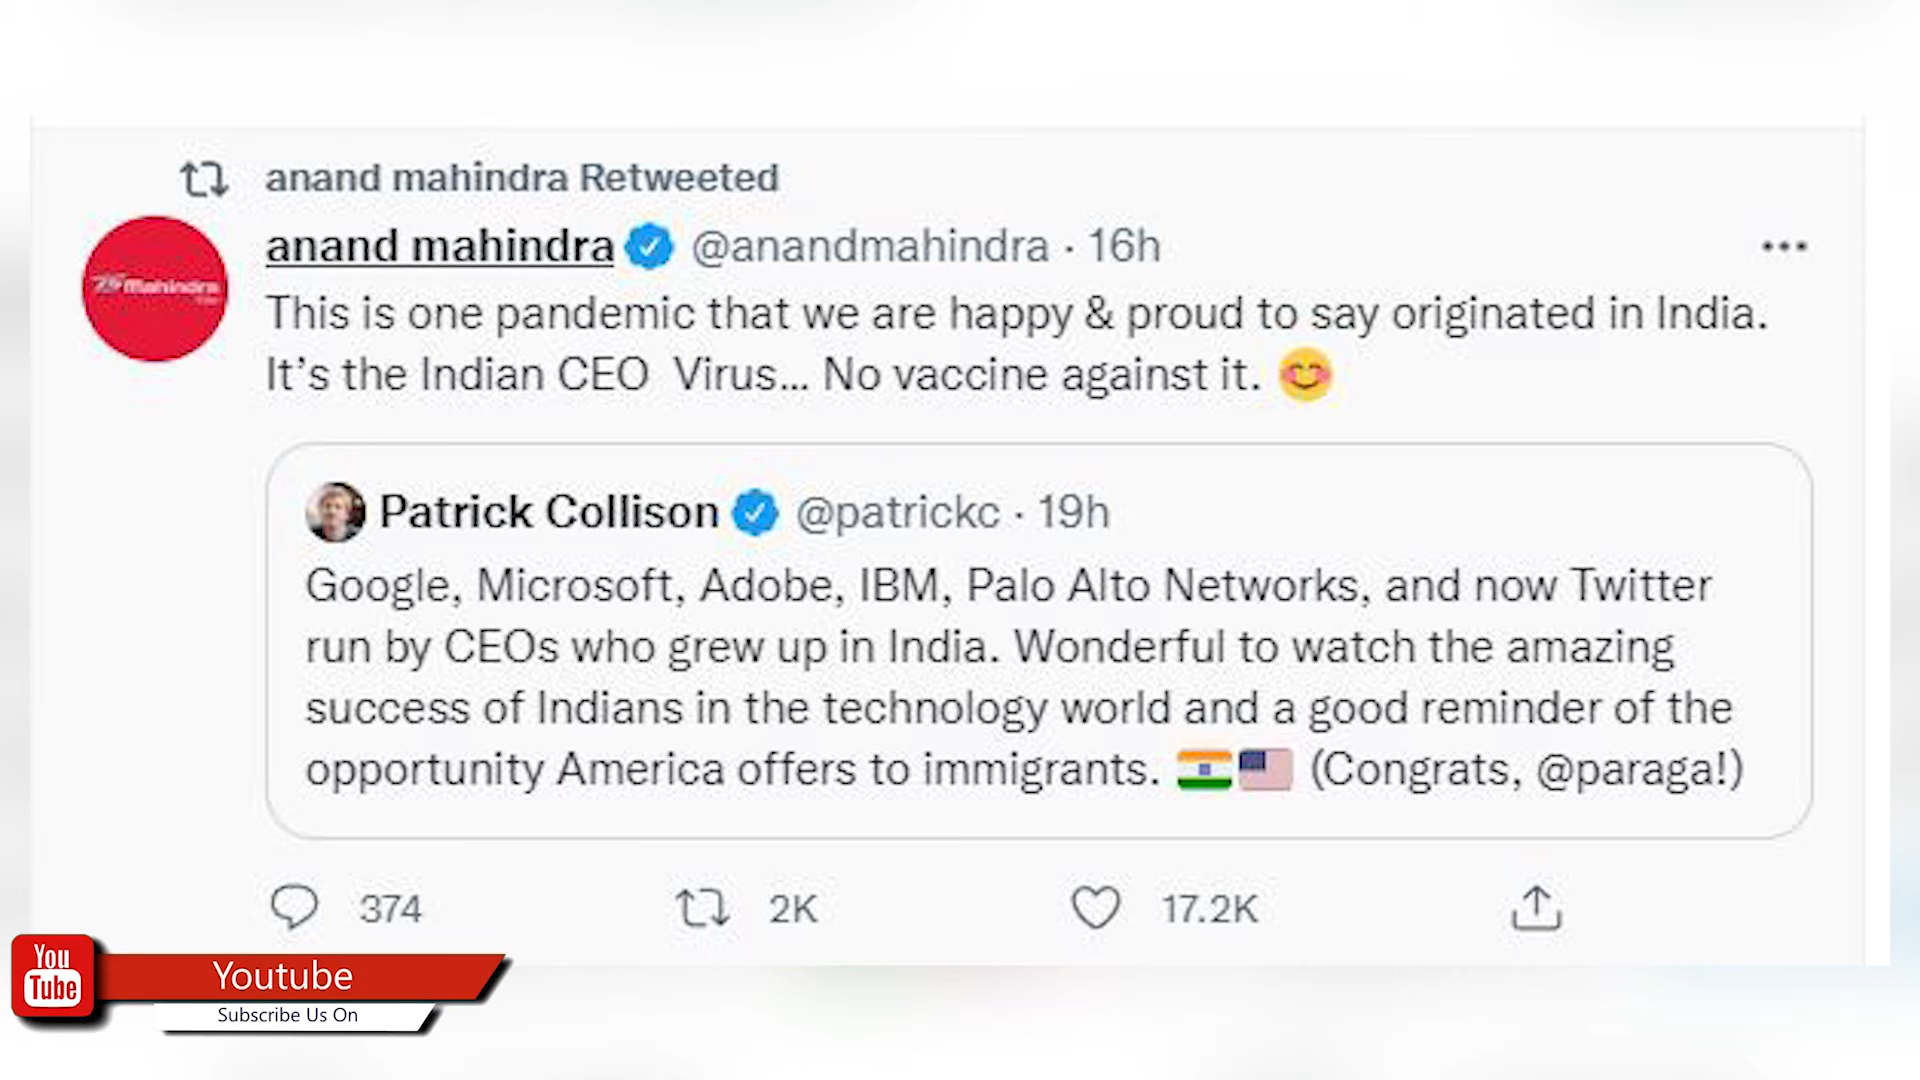 anand mahindra Retweeted
anand mahindra @anandmahindra · 16h
mahindra
This is one pandemic that we are happy & proud to say originated in India.
It’s the Indian CEO  Virus... No vaccine against it. 😊
Patrick Collison @patrickc · 19h
Google, Microsoft, Adobe, IBM, Palo Alto Networks, and now Twitter
run by CEOs who grew up in India. Wonderful to watch the amazing
success of Indians in the technology world and a good reminder of the
opportunity America offers to immigrants. 🇮🇳🇺🇸 (Congrats, @paraga!)
374 2K 17.2K
You
Tube
Youtube
Subscribe Us On